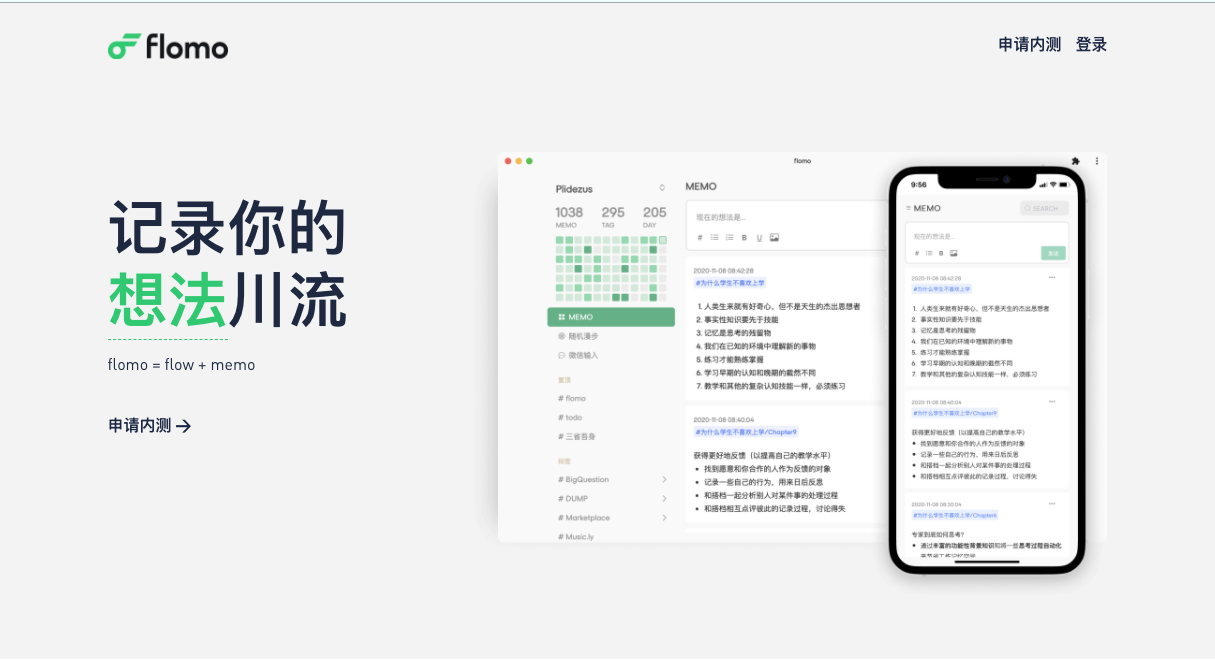 flomo
申请内测 登录
记录你的
想法川流
flomo = flow + memo
申请内测 →
flomo
Plidezus
1038 295 205
MEMO TAG DAY
MEMO
随机漫步
微信输入
置顶
# flomo
# todo
# 三省吾身
标签
# BigQuestion
# DUMP
# Marketplace
# Music.ly
MEMO
现在的想法是...
# B U
2020-11-08 08:42:28
#为什么学生不喜欢上学
1. 人类生来就有好奇心，但不是天生的杰出思想者
2. 事实性知识要先于技能
3. 记忆是思考的残留物
4. 我们在已知的环境中理解新的事物
5. 练习才能熟练掌握
6. 学习早期的认知和晚期的截然不同
7. 教学和其他的复杂认知技能一样，必须练习
2020-11-08 08:40:04
#为什么学生不喜欢上学/Chapter9
获得更好地反馈（以提高自己的教学水平）
• 找到愿意和你合作的人作为反馈的对象
• 记录一些自己的行为，用来日后反思
• 和搭档一起分析别人对某件事的处理过程
• 和搭档相互点评彼此的记录过程，讨论得失
9:56
MEMO
SEARCH
现在的想法是...
# B
发送
2020-11-08 08:42:28
#为什么学生不喜欢上学
1. 人类生来就有好奇心，但不是天生的杰出思想者
2. 事实性知识要先于技能
3. 记忆是思考的残留物
4. 我们在已知的环境中理解新的事物
5. 练习才能熟练掌握
6. 学习早期的认知和晚期的截然不同
7. 教学和其他的复杂认知技能一样，必须练习
2020-11-08 08:40:04
#为什么学生不喜欢上学/Chapter9
获得更好地反馈（以提高自己的教学水平）
• 找到愿意和你合作的人作为反馈的对象
• 记录一些自己的行为，用来日后反思
• 和搭档一起分析别人对某件事的处理过程
• 和搭档相互点评彼此的记录过程，讨论得失
2020-11-08 08:30:04
#为什么学生不喜欢上学/Chapter6
专家到底如何思考?
• 通过丰富的功能性背景知识和将一些思考过程自动化